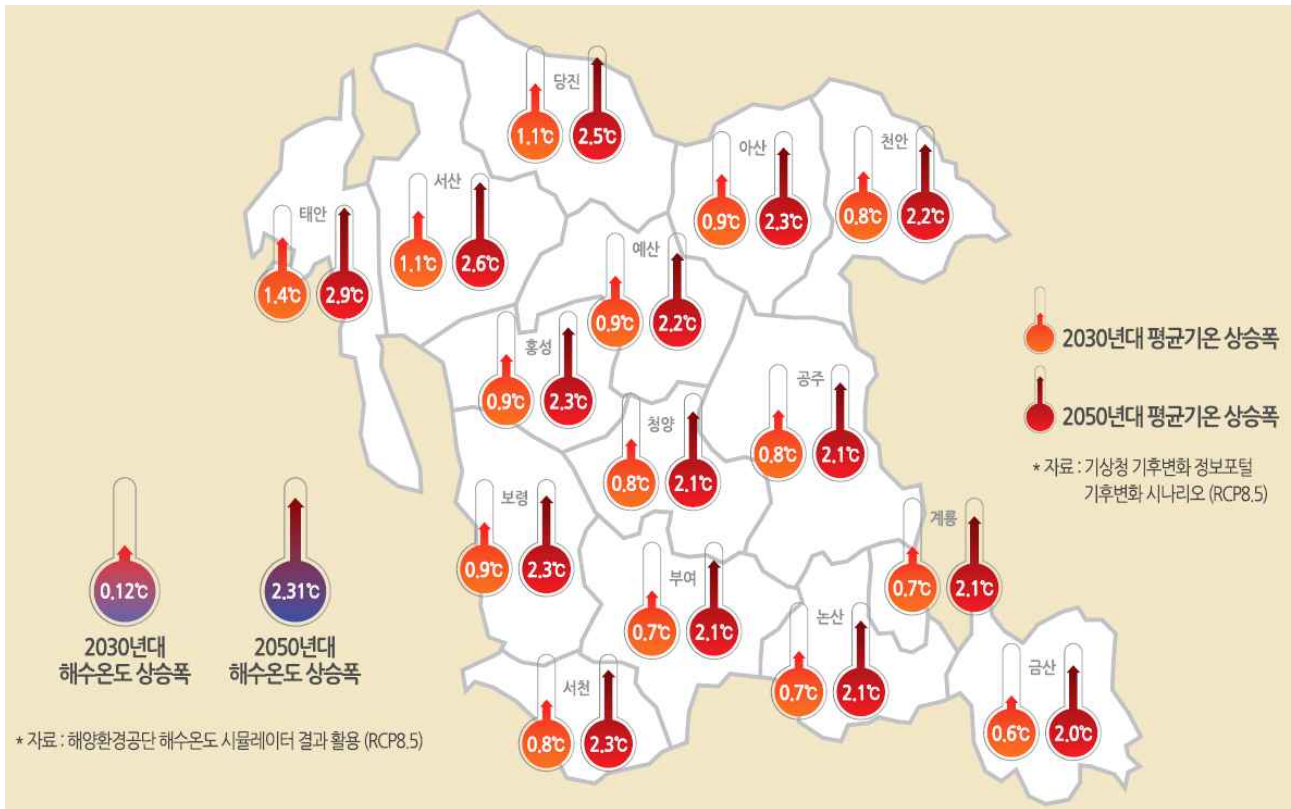 당진
1.1℃
2.5℃
아산
0.9℃
2.3℃
천안
0.8℃
2.2℃
서산
1.1℃
2.6℃
태안
1.4℃
2.9℃
예산
0.9℃
2.2℃
홍성
0.9℃
2.3℃
공주
0.8℃
2.1℃
청양
0.8℃
2.1℃
보령
0.9℃
2.3℃
계룡
0.7℃
2.1℃
부여
0.7℃
2.1℃
논산
0.7℃
2.1℃
서천
0.8℃
2.3℃
금산
0.6℃
2.0℃
2030년대 평균기온 상승폭
2050년대 평균기온 상승폭
* 자료 : 기상청 기후변화 정보포털
기후변화 시나리오 (RCP8.5)
0.12℃
2030년대
해수온도 상승폭
2.31℃
2050년대
해수온도 상승폭
* 자료 : 해양환경공단 해수온도 시뮬레이터 결과 활용 (RCP8.5)